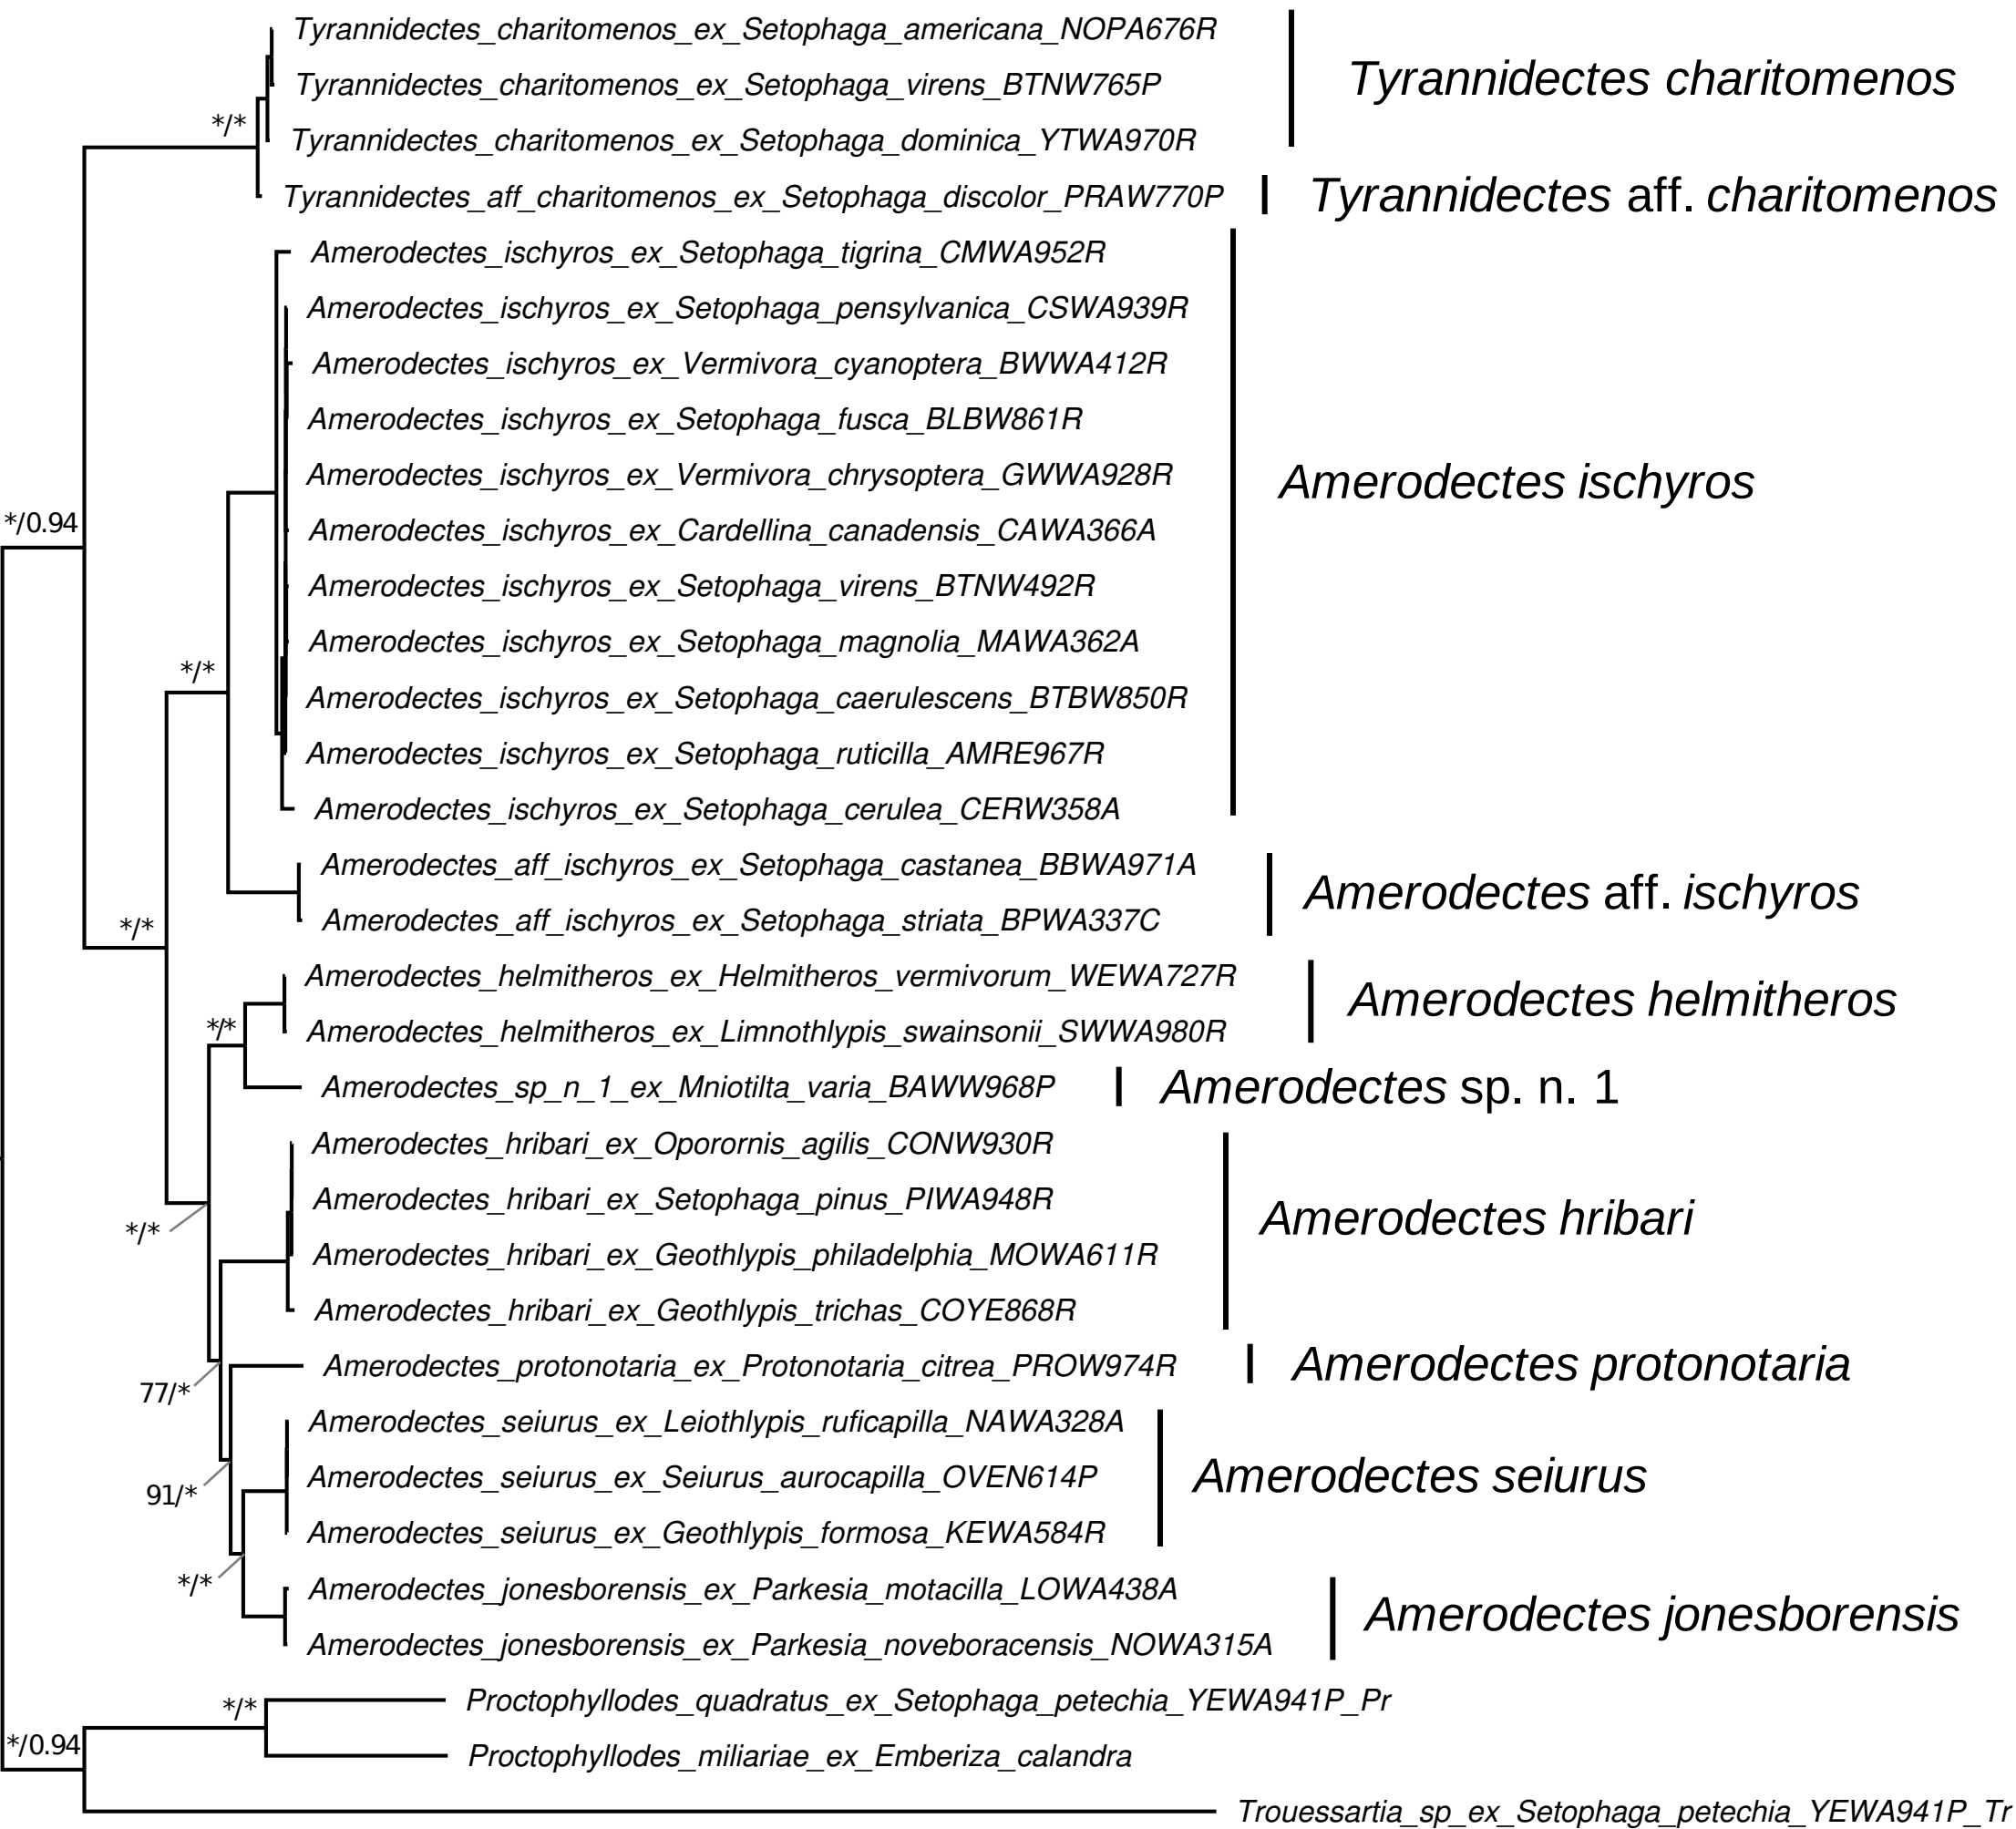 Tyrannidectes_charitomenos_ex_Setophaga_americana_NOPA676R
Tyrannidectes charitomenos
Tyrannidectes_charitomenos_ex_Setophaga_virens_BTNW765P
*/*
Tyrannidectes_charitomenos_ex_Setophaga_dominica_YTWA970R
Tyrannidectes_aff_charitomenos_ex_Setophaga_discolor_PRAW770P
Tyrannidectes aff. charitomenos
Amerodectes_ischyros_ex_Setophaga_tigrina_CMWA952R
Amerodectes_ischyros_ex_Setophaga_pensylvanica_CSWA939R
Amerodectes_ischyros_ex_Vermivora_cyanoptera_BWWA412R
Amerodectes_ischyros_ex_Setophaga_fusca_BLBW861R
Amerodectes_ischyros_ex_Vermivora_chrysoptera_GWWA928R
Amerodectes ischyros
*/0.94
Amerodectes_ischyros_ex_Cardellina_canadensis_CAWA366A
Amerodectes_ischyros_ex_Setophaga_virens_BTNW492R
Amerodectes_ischyros_ex_Setophaga_magnolia_MAWA362A
*/*
Amerodectes_ischyros_ex_Setophaga_caerulescens_BTBW850R
Amerodectes_ischyros_ex_Setophaga_ruticilla_AMRE967R
Amerodectes_ischyros_ex_Setophaga_cerulea_CERW358A
Amerodectes_aff_ischyros_ex_Setophaga_castanea_BBWA971A
Amerodectes aff. ischyros
Amerodectes_aff_ischyros_ex_Setophaga_striata_BPWA337C
*/*
Amerodectes_helmitheros_ex_Helmitheros_vermivorum_WEWA727R
Amerodectes helmitheros
*/*
Amerodectes_helmitheros_ex_Limnothlypis_swainsonii_SWWA980R
Amerodectes_sp_n_1_ex_Mniotilta_varia_BAWW968P
Amerodectes sp. n. 1
Amerodectes_hribari_ex_Oporornis_agilis_CONW930R
Amerodectes_hribari_ex_Setophaga_pinus_PIWA948R
Amerodectes hribari
*/*
Amerodectes_hribari_ex_Geothlypis_philadelphia_MOWA611R
Amerodectes_hribari_ex_Geothlypis_trichas_COYE868R
Amerodectes_protonotaria_ex_Protonotaria_citrea_PROW974R
Amerodectes protonotaria
77/*
Amerodectes_seiurus_ex_Leiothlypis_ruficapilla_NAWA328A
Amerodectes_seiurus_ex_Seiurus_aurocapilla_OVEN614P
Amerodectes seiurus
91/*
Amerodectes_seiurus_ex_Geothlypis_formosa_KEWA584R
*/*
Amerodectes_jonesborensis_ex_Parkesia_motacilla_LOWA438A
Amerodectes jonesborensis
Amerodectes_jonesborensis_ex_Parkesia_noveboracensis_NOWA315A
Proctophyllodes_quadratus_ex_Setophaga_petechia_YEWA941P_Pr
*/*
*/0.94
Proctophyllodes_miliariae_ex_Emberiza_calandra
Trouessartia_sp_ex_Setophaga_petechia_YEWA941P_Tr